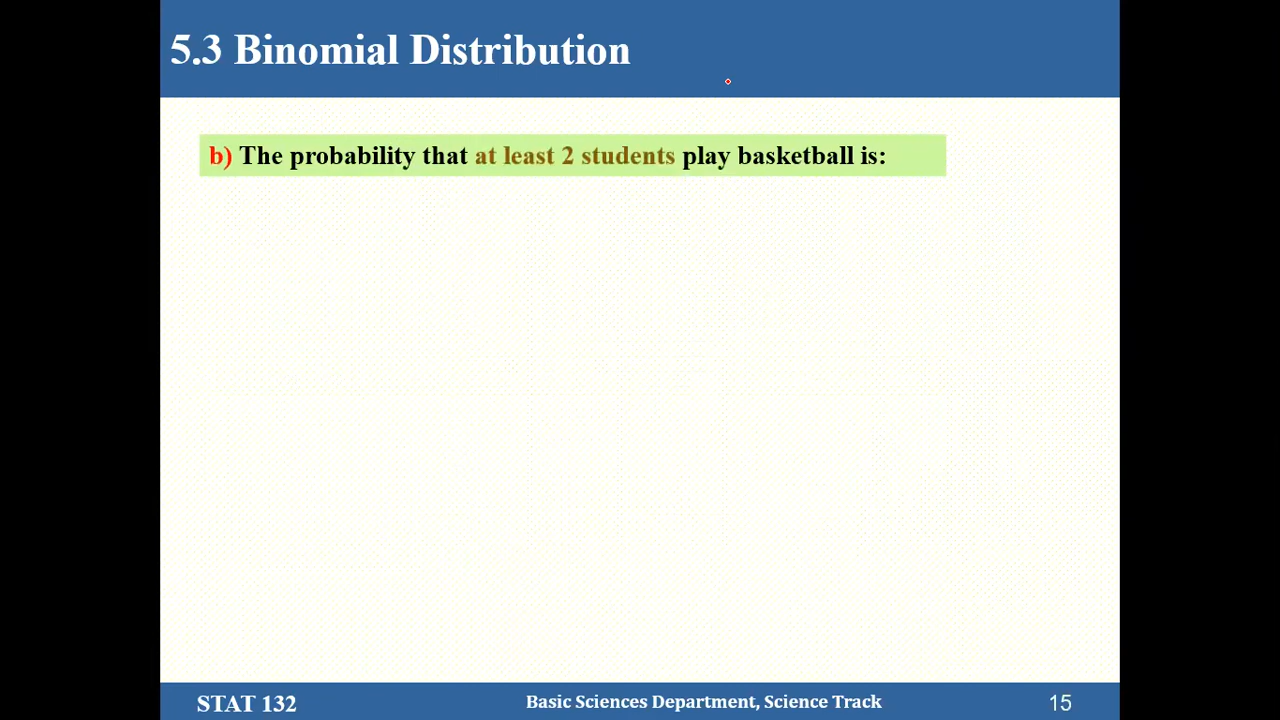 5.3 Binomial Distribution
b) The probability that at least 2 students play basketball is:
STAT 132
Basic Sciences Department, Science Track
15